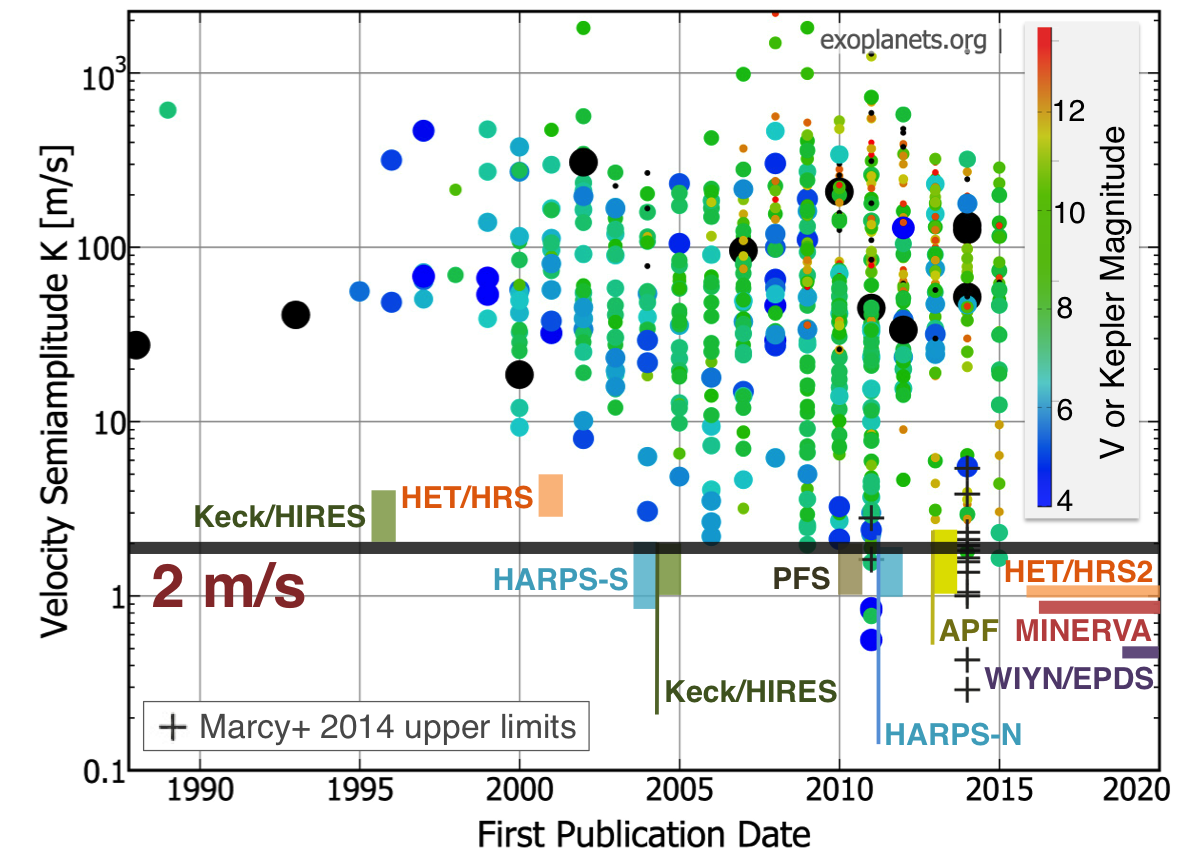 exoplanets.org |
10³
100
10
1
0.1
Velocity Semiamplitude K [m/s]
12
10
8
6
4
V or Kepler Magnitude
Keck/HIRES
HET/HRS
2 m/s
HARPS-S
PFS
HET/HRS2
APF
MINERVA
Keck/HIRES
WIYN/EPDS
HARPS-N
+ Marcy+ 2014 upper limits
1990 1995 2000 2005 2010 2015 2020
First Publication Date